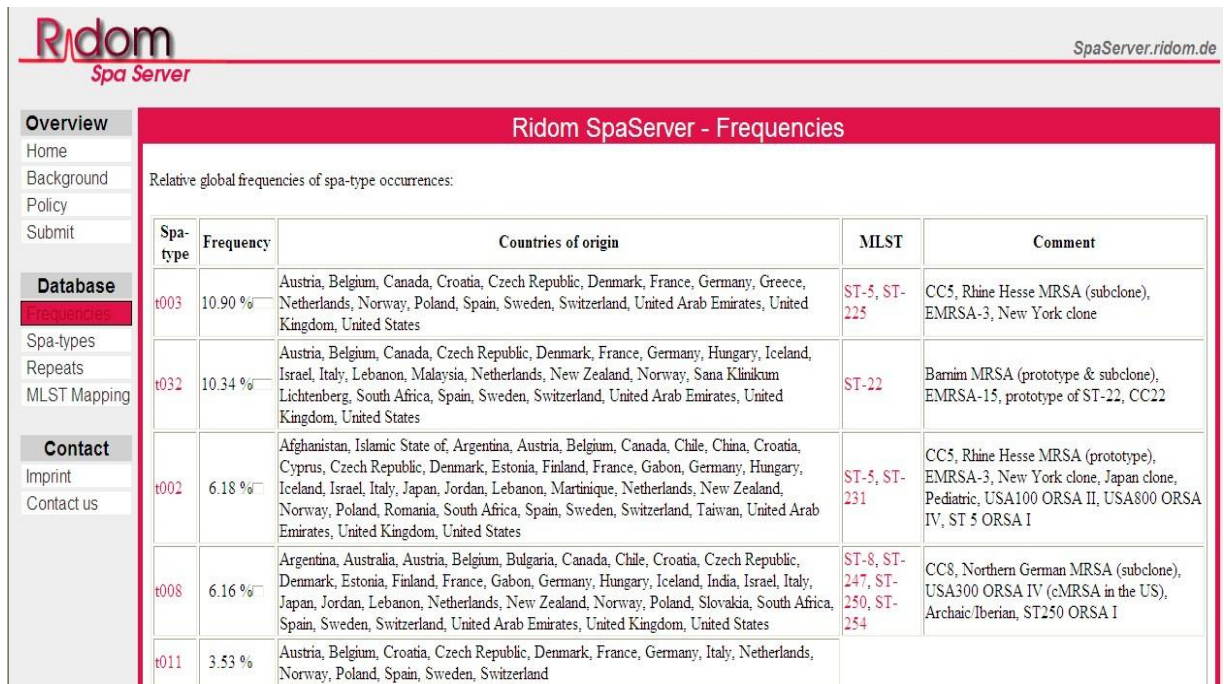 Ridom
Spa Server
SpaServer.ridom.de
Overview
Home
Background
Policy
Submit
Database
Frequencies
Spa-types
Repeats
MLST Mapping
Contact
Imprint
Contact us
Ridom SpaServer - Frequencies
Relative global frequencies of spa-type occurrences:
Spa-
type
Frequency
Countries of origin
MLST
Comment
t003
10.90 %
Austria, Belgium, Canada, Croatia, Czech Republic, Denmark, France, Germany, Greece,
Netherlands, Norway, Poland, Spain, Sweden, Switzerland, United Arab Emirates, United
Kingdom, United States
ST-5, ST-
225
CC5, Rhine Hesse MRSA (subclone),
EMRSA-3, New York clone
t032
10.34 %
Austria, Belgium, Canada, Czech Republic, Denmark, France, Germany, Hungary, Iceland,
Israel, Italy, Lebanon, Malaysia, Netherlands, New Zealand, Norway, Sana Klinikum
Lichtenberg, South Africa, Spain, Sweden, Switzerland, United Arab Emirates, United
Kingdom, United States
ST-22
Barnim MRSA (prototype & subclone),
EMRSA-15, prototype of ST-22, CC22
t002
6.18 %
Afghanistan, Islamic State of, Argentina, Austria, Belgium, Canada, Chile, China, Croatia,
Cyprus, Czech Republic, Denmark, Estonia, Finland, France, Gabon, Germany, Hungary,
Iceland, Israel, Italy, Japan, Jordan, Lebanon, Martinique, Netherlands, New Zealand,
Norway, Poland, Romania, South Africa, Spain, Sweden, Switzerland, Taiwan, United Arab
Emirates, United Kingdom, United States
ST-5, ST-
231
CC5, Rhine Hesse MRSA (prototype),
EMRSA-3, New York clone, Japan clone,
Pediatric, USA100 ORSA II, USA800 ORSA
IV, ST 5 ORSA I
t008
6.16 %
Argentina, Australia, Austria, Belgium, Bulgaria, Canada, Chile, Croatia, Czech Republic,
Denmark, Estonia, Finland, France, Gabon, Germany, Hungary, Iceland, India, Israel, Italy,
Japan, Jordan, Lebanon, Netherlands, New Zealand, Norway, Poland, Slovakia, South Africa,
Spain, Sweden, Switzerland, United Arab Emirates, United Kingdom, United States
ST-8, ST-
247, ST-
250, ST-
254
CC8, Northern German MRSA (subclone),
USA300 ORSA IV (cMRSA in the US),
Archaic/Iberian, ST250 ORSA I
t011
3.53 %
Austria, Belgium, Croatia, Czech Republic, Denmark, France, Germany, Italy, Netherlands,
Norway, Poland, Spain, Sweden, Switzerland